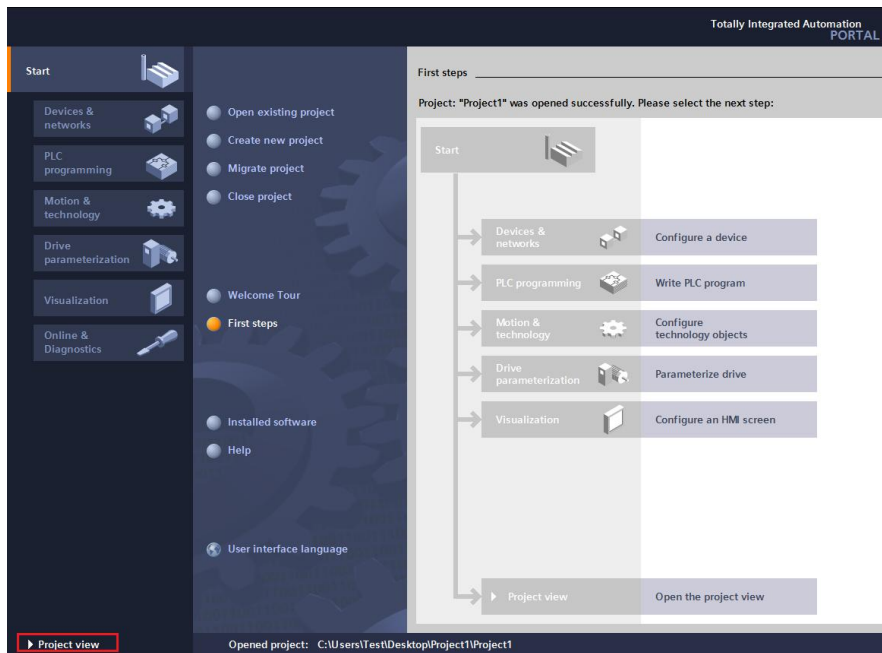 Totally Integrated Automation
PORTAL
Start
Devices &
networks
PLC
programming
Motion &
technology
Drive
parameterization
Visualization
Online &
Diagnostics
Project view
Open existing project
Create new project
Migrate project
Close project
Welcome Tour
First steps
Installed software
Help
User interface language
First steps
Project: "Project1" was opened successfully. Please select the next step:
Start
Devices &
networks
Configure a device
PLC programming
Write PLC program
Motion &
technology
Configure
technology objects
Drive
parameterization
Parameterize drive
Visualization
Configure an HMI screen
Project view
Open the project view
Opened project: C:\Users\Test\Desktop\Project1\Project1